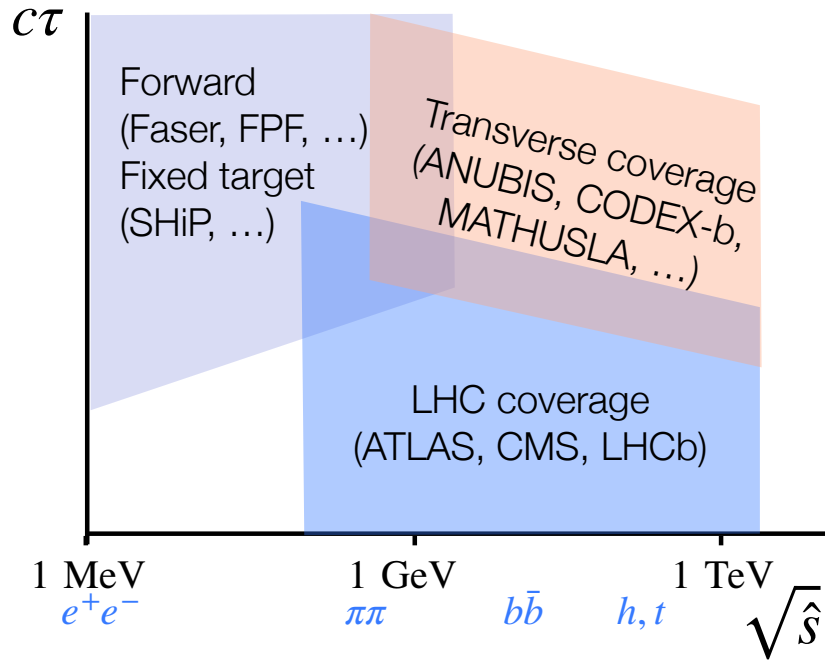 cτ
Forward
(Faser, FPF, …)
Fixed target
(SHiP, …)
Transverse coverage
(ANUBIS, CODEX-b,
MATHUSLA, …)
LHC coverage
(ATLAS, CMS, LHCb)
1 MeV 1 GeV 1 TeV
e⁺e⁻ ππ bb̄ h, t
√ŝ